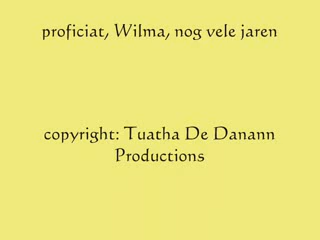 proficiat, Wilma, nog vele jaren
copyright: Tuatha De Danann
Productions